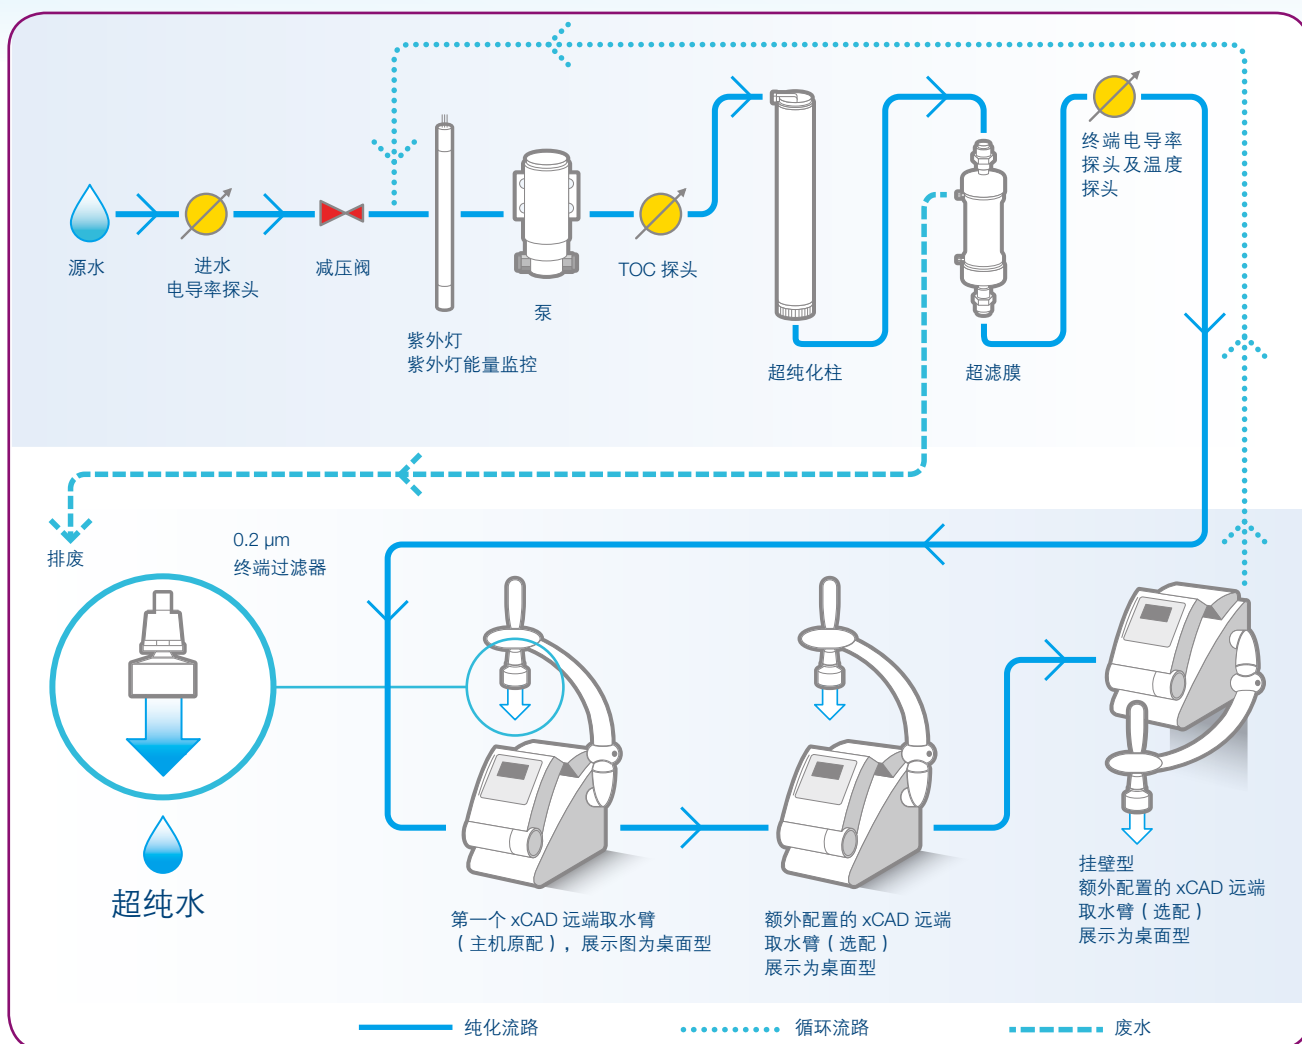 终端电导率
探头及温度
探头
源水
进水
电导率探头
减压阀
TOC 探头
泵
紫外灯
紫外灯能量监控
超纯化柱
超滤膜
排废
0.2 µm
终端过滤器
超纯水
第一个 xCAD 远端取水臂
（主机原配），展示图为桌面型
额外配置的 xCAD 远端
取水臂（选配）
展示为桌面型
挂壁型
额外配置的 xCAD 远端
取水臂（选配）
展示为桌面型
纯化流路
循环流路
废水